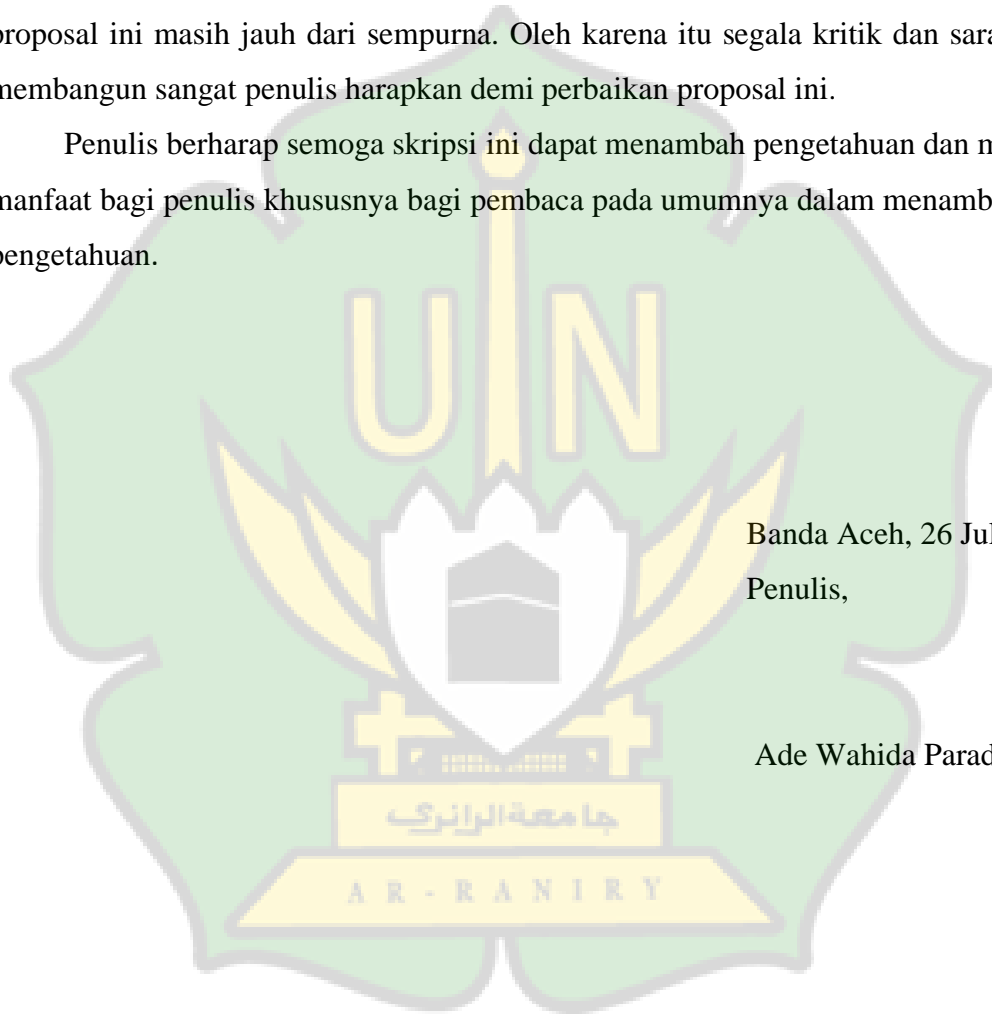 proposal ini masih jauh dari sempurna. Oleh karena itu segala kritik dan sara
membangun sangat penulis harapkan demi perbaikan proposal ini.
Penulis berharap semoga skripsi ini dapat menambah pengetahuan dan m
manfaat bagi penulis khususnya bagi pembaca pada umumnya dalam menamb
pengetahuan.
UIN
Banda Aceh, 26 Jul
Penulis,
Ade Wahida Parad
جامعة الرانري
AR-RANIRY